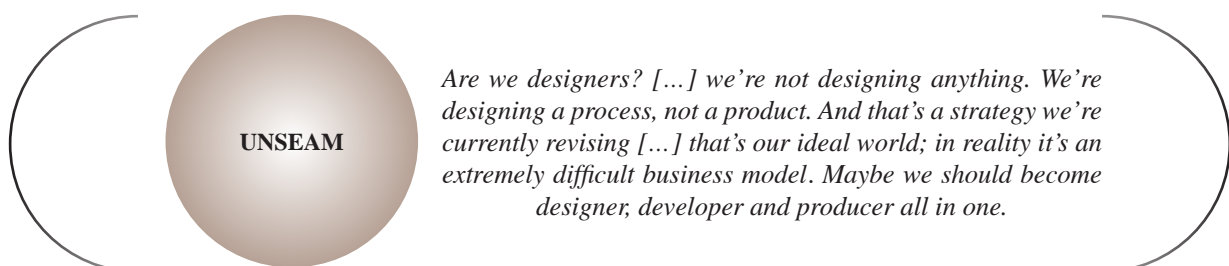 UNSEAM
Are we designers? […] we’re not designing anything. We’re
designing a process, not a product. And that’s a strategy we’re
currently revising […] that’s our ideal world; in reality it’s an
extremely difficult business model. Maybe we should become
designer, developer and producer all in one.